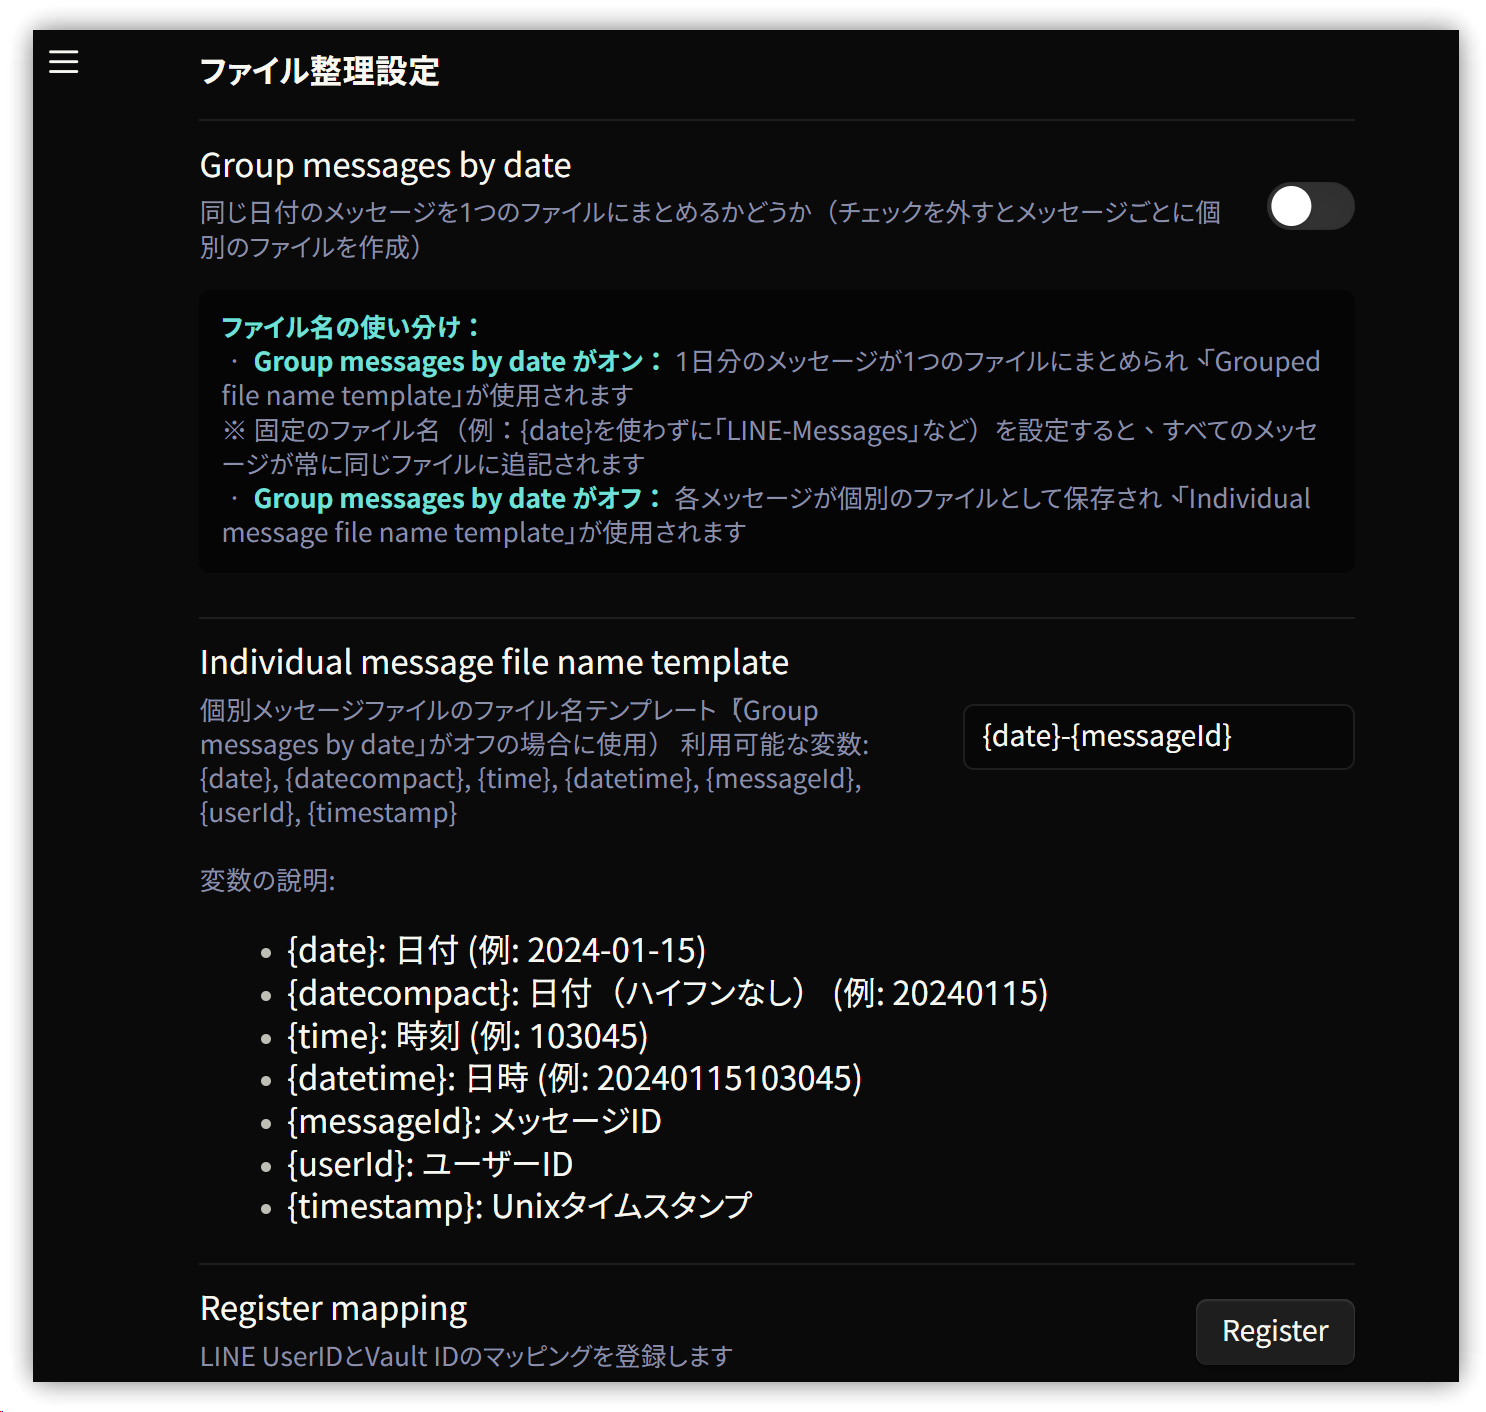 ファイル整理設定
Group messages by date
同じ日付のメッセージを1つのファイルにまとめるかどうか（チェックを外すとメッセージごとに個
別のファイルを作成）
ファイル名の使い分け：
・ Group messages by date がオン： 1日分のメッセージが1つのファイルにまとめられ、「Grouped
file name template」が使用されます
※ 固定のファイル名（例：{date}を使わずに「LINE-Messages」など）を設定すると、すべてのメッセ
ージが常に同じファイルに追記されます
・ Group messages by date がオフ： 各メッセージが個別のファイルとして保存され、「Individual
message file name template」が使用されます
Individual message file name template
個別メッセージファイルのファイル名テンプレート（「Group
messages by date」がオフの場合に使用） 利用可能な変数:
{date}, {datecompact}, {time}, {datetime}, {messageId},
{userId}, {timestamp}
変数の説明:
• {date}: 日付 (例: 2024-01-15)
• {datecompact}: 日付（ハイフンなし） (例: 20240115)
• {time}: 時刻 (例: 103045)
• {datetime}: 日時 (例: 20240115103045)
• {messageId}: メッセージID
• {userId}: ユーザーID
• {timestamp}: Unixタイムスタンプ
{date}-{messageId}
Register mapping
LINE UserIDとVault IDのマッピングを登録します
Register